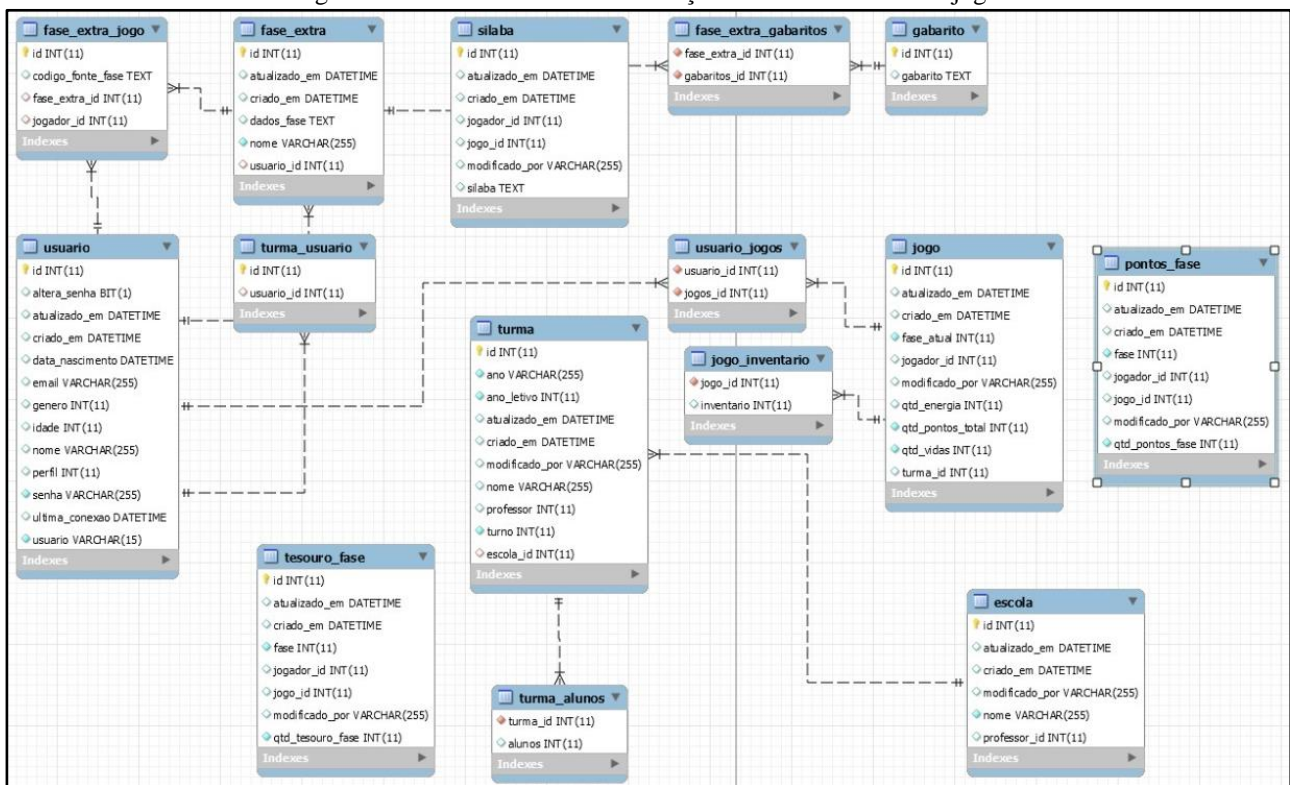 fase_extra_jogo
id INT(11)
codigo_fonte_fase TEXT
fase_extra_id INT(11)
jogador_id INT(11)
Indexes
fase_extra
id INT(11)
atualizado_em DATETIME
criado_em DATETIME
dados_fase TEXT
nome VARCHAR(255)
usuario_id INT(11)
Indexes
silaba
id INT(11)
atualizado_em DATETIME
criado_em DATETIME
jogador_id INT(11)
jogo_id INT(11)
modificado_por VARCHAR(255)
silaba TEXT
Indexes
fase_extra_gabaritos
fase_extra_id INT(11)
gabaritos_id INT(11)
Indexes
gabarito
id INT(11)
gabarito TEXT
Indexes
usuario
id INT(11)
altera_senha BIT(1)
atualizado_em DATETIME
criado_em DATETIME
data_nascimento DATETIME
email VARCHAR(255)
genero INT(11)
idade INT(11)
nome VARCHAR(255)
perfil INT(11)
senha VARCHAR(255)
ultima_conexao DATETIME
usuario VARCHAR(15)
Indexes
turma_usuario
id INT(11)
usuario_id INT(11)
Indexes
turma
id INT(11)
ano VARCHAR(255)
ano_letivo INT(11)
atualizado_em DATETIME
criado_em DATETIME
modificado_por VARCHAR(255)
nome VARCHAR(255)
professor INT(11)
turno INT(11)
escola_id INT(11)
Indexes
usuario_jogos
usuario_id INT(11)
jogos_id INT(11)
Indexes
jogo_inventario
jogo_id INT(11)
inventario INT(11)
Indexes
jogo
id INT(11)
atualizado_em DATETIME
criado_em DATETIME
fase_atual INT(11)
jogador_id INT(11)
modificado_por VARCHAR(255)
qtd_energia INT(11)
qtd_pontos_total INT(11)
qtd_vidas INT(11)
turma_id INT(11)
Indexes
pontos_fase
id INT(11)
atualizado_em DATETIME
criado_em DATETIME
fase INT(11)
jogador_id INT(11)
jogo_id INT(11)
modificado_por VARCHAR(255)
qtd_pontos_fase INT(11)
Indexes
tesouro_fase
id INT(11)
atualizado_em DATETIME
criado_em DATETIME
fase INT(11)
jogador_id INT(11)
jogo_id INT(11)
modificado_por VARCHAR(255)
qtd_tesouro_fase INT(11)
Indexes
turma_alunos
turma_id INT(11)
alunos INT(11)
Indexes
escola
id INT(11)
atualizado_em DATETIME
criado_em DATETIME
modificado_por VARCHAR(255)
nome VARCHAR(255)
professor_id INT(11)
Indexes